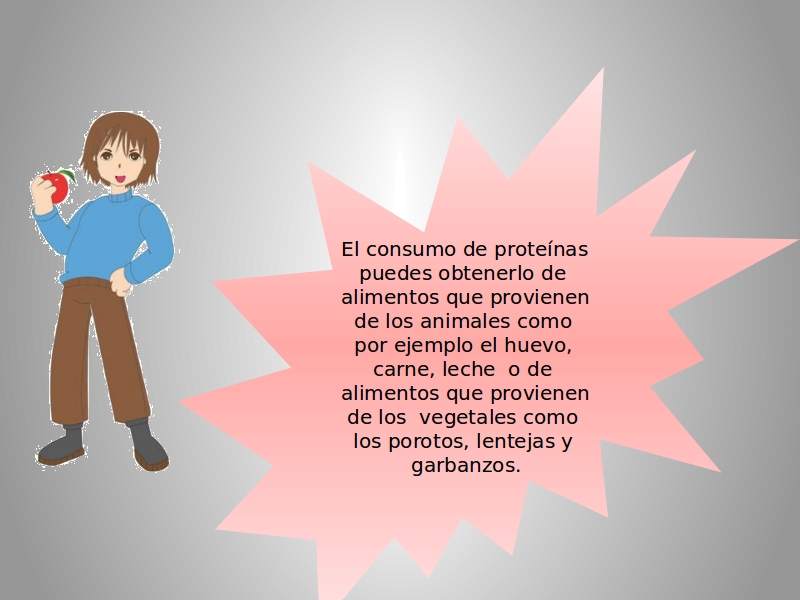 El consumo de proteínas
puedes obtenerlo de
alimentos que provienen
de los animales como
por ejemplo el huevo,
carne, leche  o de
alimentos que provienen
de los  vegetales como
los porotos, lentejas y
garbanzos.